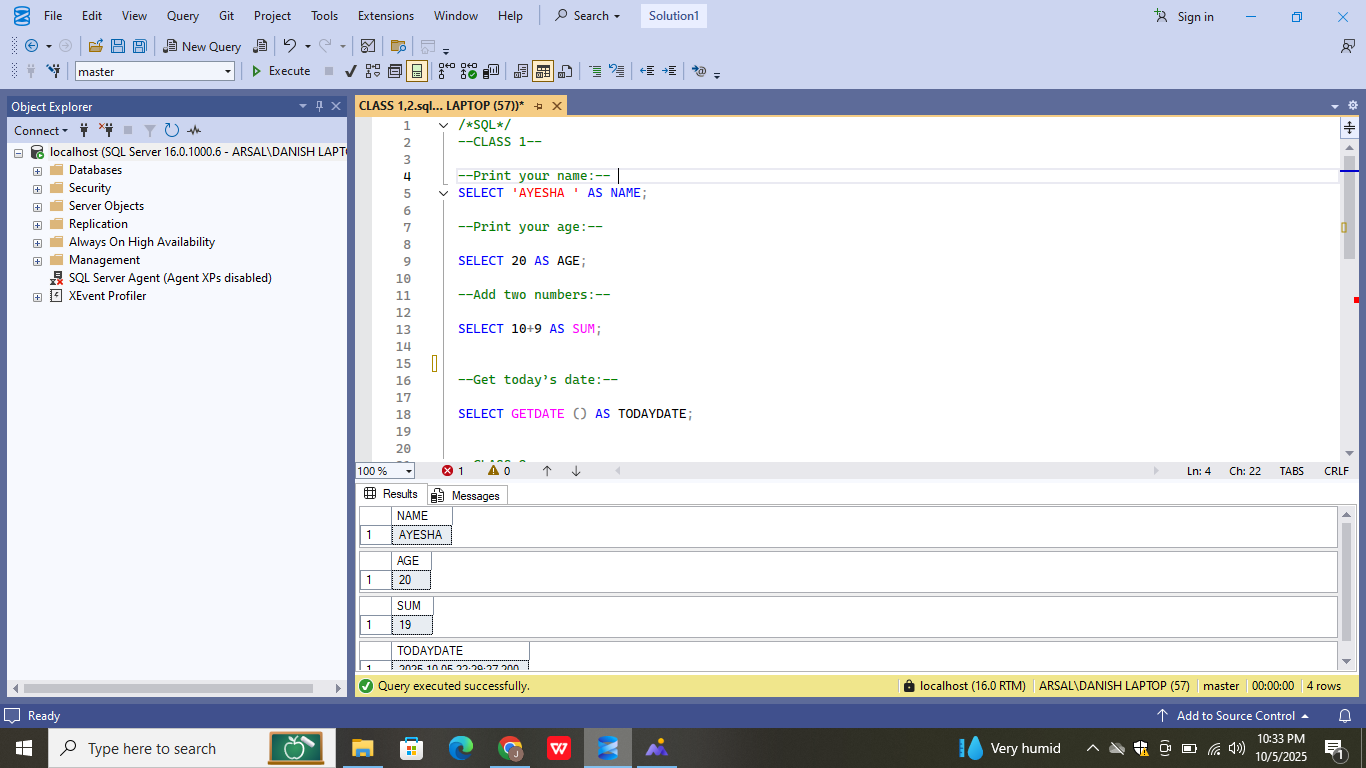 File Edit View Query Git Project Tools Extensions Window Help Search Solution1 Sign in
New Query
master Execute
Object Explorer
Connect
localhost (SQL Server 16.0.1000.6 - ARSAL\DANISH LAPT
Databases
Security
Server Objects
Replication
Always On High Availability
Management
SQL Server Agent (Agent XPs disabled)
XEvent Profiler
CLASS 1,2.sql... LAPTOP (57))*
1 /*SQL*/
2 --CLASS 1--
3
4 --Print your name:--
5 SELECT 'AYESHA ' AS NAME;
6
7 --Print your age:--
8
9 SELECT 20 AS AGE;
10
11 --Add two numbers:--
12
13 SELECT 10+9 AS SUM;
14
15
16 --Get today's date:--
17
18 SELECT GETDATE () AS TODAYDATE;
19
20
100 % 1 0 Ln: 4 Ch: 22 TABS CRLF
Results Messages
NAME
1 AYESHA
AGE
1 20
SUM
1 19
TODAYDATE
1 2025-10-05 22:29:27.200
Query executed successfully. localhost (16.0 RTM) ARSAL\DANISH LAPTOP (57) master 00:00:00 4 rows
Ready Add to Source Control
Type here to search Very humid 10:33 PM
10/5/2025
1